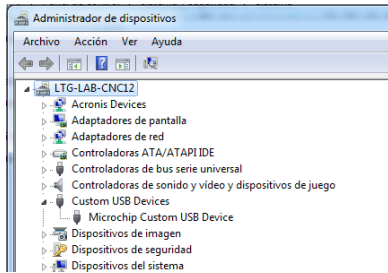 Administrador de dispositivos
Archivo Acción Ver Ayuda
LTG-LAB-CNC12
Acronis Devices
Adaptadores de pantalla
Adaptadores de red
Controladoras ATA/ATAPI IDE
Controladoras de bus serie universal
Controladoras de sonido y vídeo y dispositivos de juego
Custom USB Devices
Microchip Custom USB Device
Dispositivos de imagen
Dispositivos de seguridad
Dispositivos del sistema